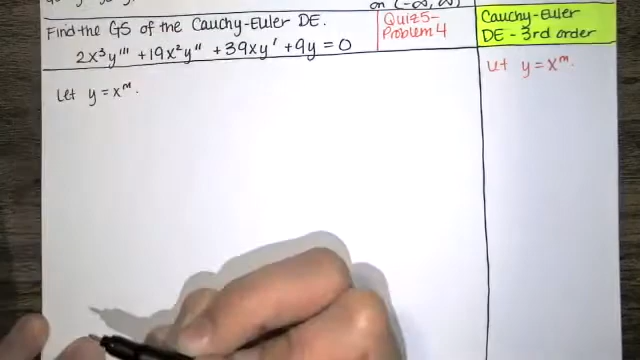 on (-∞, ∞)
Find the GS of the Cauchy-Euler DE.
2x³y''' + 19x²y'' + 39xy' + 9y = 0
Quiz 5-
Problem 4
Cauchy-Euler
DE - 3rd order
Let y = xᵐ.
Let y = xᵐ.